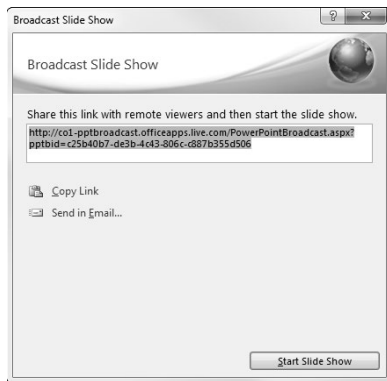 Broadcast Slide Show
Broadcast Slide Show
Share this link with remote viewers and then start the slide show.
http://co1-pptbroadcast.officeapps.live.com/PowerPointBroadcast.aspx?
pptbid=c25b40b7-de3b-4c43-806c-c887b355d506
Copy Link
Send in Email...
Start Slide Show